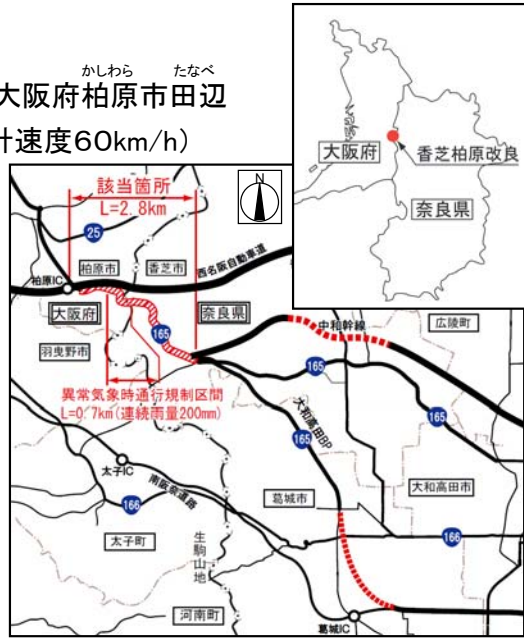 かしわら たなべ
大阪府柏原市田辺
計速度60km/h)
大阪府
香芝柏原改良
奈良県
該当箇所
L=2.8km
N
25
柏原市
香芝市
西名阪自動車道
柏原IC
大阪府
165
奈良県
中和幹線
広陵町
羽曳野市
165
異常気象時通行規制区間
L=0.7km(連続雨量200mm)
165
大和高田BP
165
太子IC
南阪奈道路
葛城市
大和高田市
166
166
太子町
生駒山地
河南町
葛城IC